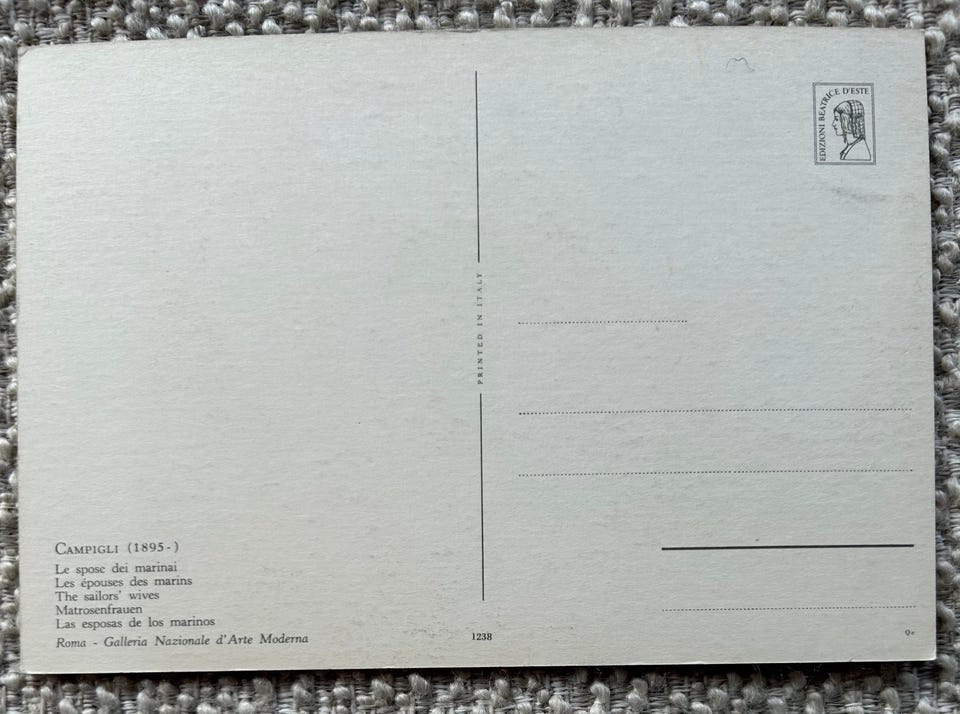 EDIZIONI BEATRICE D'ESTE
PRINTED IN ITALY
CAMPIGLI (1895-)
Le spose dei marinai
Les épouses des marins
The sailors' wives
Matrosenfrauen
Las esposas de los marinos
Roma - Galleria Nazionale d'Arte Moderna
1238